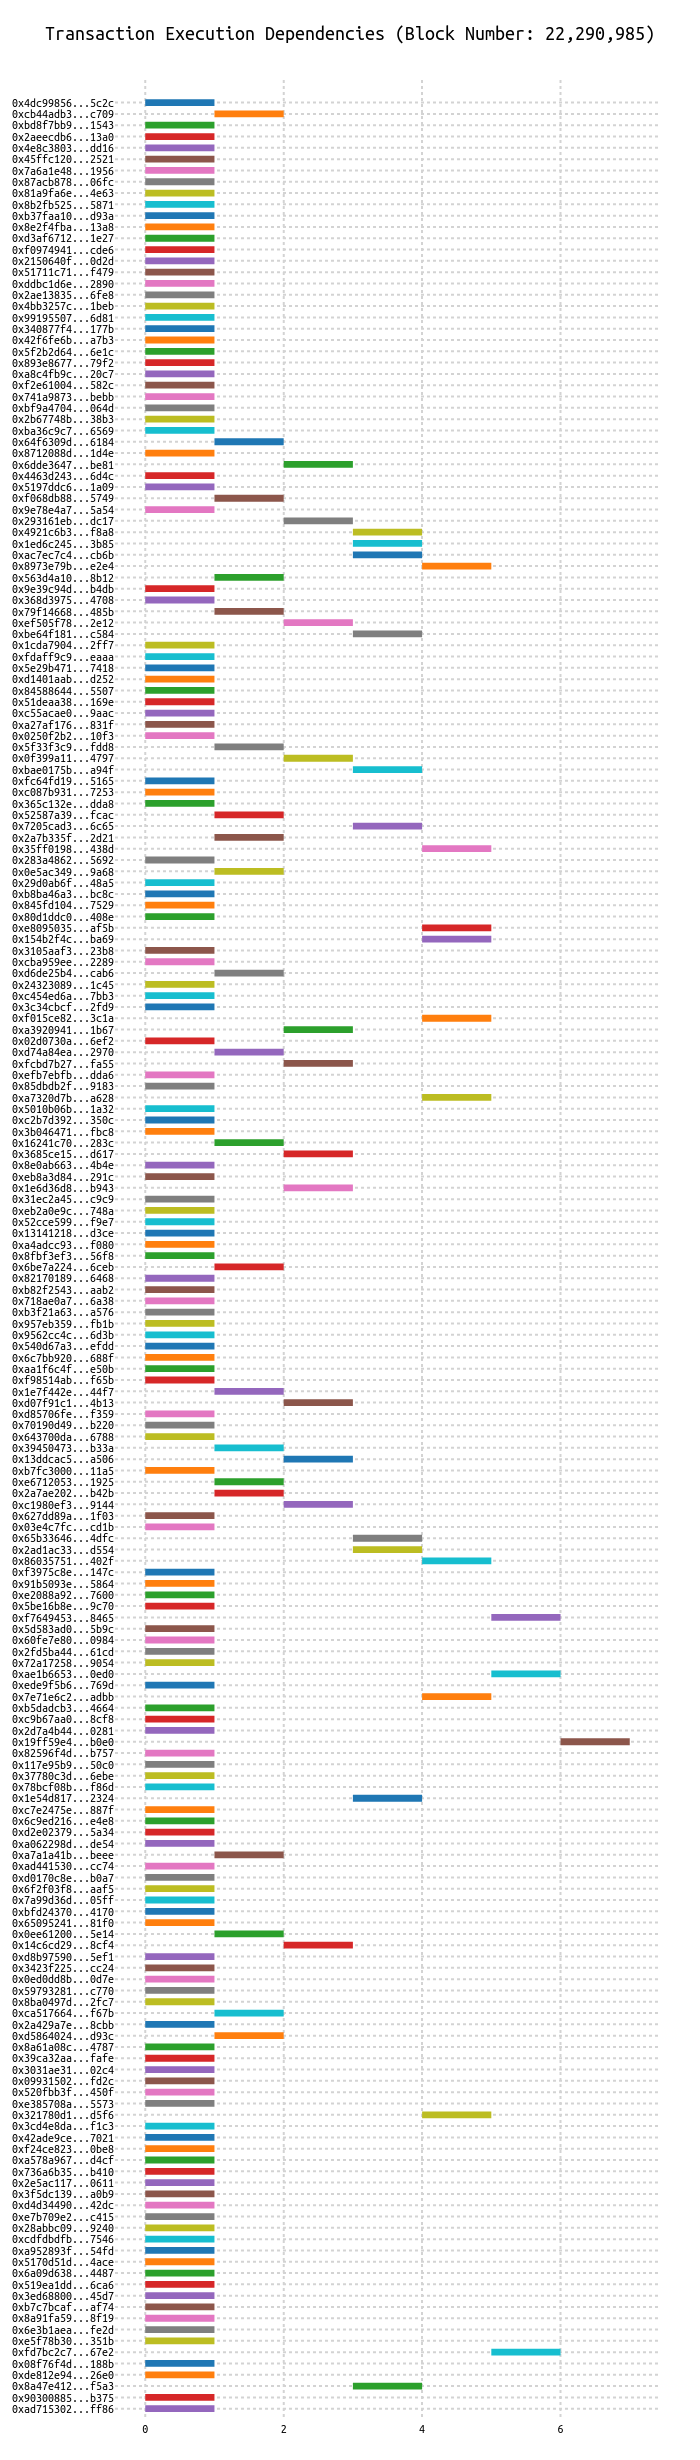 Transaction Execution Dependencies (Block Number: 22,290,985)
0x4dc99856...5c2c
0xcb44adb3...c709
0xbd8f7bb9...1543
0x2aeecdb6...13a0
0x4e8c3803...dd16
0x45ffc120...2521
0x7a6a1e48...1956
0x87acb878...06fc
0x81a9fa6e...4e63
0x8b2fb525...5871
0xb37faa10...d93a
0x8e2f4fba...13a8
0xd3af6712...1e27
0xf0974941...cde6
0x2150640f...0d2d
0x51711c71...f479
0xddbc1d6e...2890
0x2ae13835...6fe8
0x4bb3257c...1beb
0x99195507...6d81
0x340877f4...177b
0x42f6fe6b...a7b3
0x5f2b2d64...6e1c
0x893e8677...79f2
0xa8c4fb9c...20c7
0xf2e61004...582c
0x741a9873...bebb
0xbf9a4704...064d
0x2b67748b...38b3
0xba36c9c7...6569
0x64f6309d...6184
0x8712088d...1d4e
0x6dde3647...be81
0x4463d243...6d4c
0x5197ddc6...1a09
0xf068db88...5749
0x9e78e4a7...5a54
0x293161eb...dc17
0x4921c6b3...f8a8
0x1ed6c245...3b85
0xac7ec7c4...cb6b
0x8973e79b...e2e4
0x563d4a10...8b12
0x9e39c94d...b4db
0x368d3975...4708
0x79f14668...485b
0xef505f78...2e12
0xbe64f181...c584
0x1cda7904...2ff7
0xfdaff9c9...eaaa
0x5e29b471...7418
0xd1401aab...d252
0x84588644...5507
0x51deaa38...169e
0xc55acae0...9aac
0xa27af176...831f
0x0250f2b2...10f3
0x5f33f3c9...fdd8
0x0f399a11...4797
0xbae0175b...a94f
0xfc64fd19...5165
0xc087b931...7253
0x365c132e...dda8
0x52587a39...fcac
0x7205cad3...6c65
0x2a7b335f...2d21
0x35ff0198...438d
0x283a4862...5692
0x0e5ac349...9a68
0x29d0ab6f...48a5
0xb8ba46a3...bc8c
0x845fd104...7529
0x80d1ddc0...408e
0xe8095035...af5b
0x154b2f4c...ba69
0x3105aaf3...23b8
0xcba959ee...2289
0xd6de25b4...cab6
0x24323089...1c45
0xc454ed6a...7bb3
0x3c34cbcf...2fd9
0xf015ce82...3c1a
0xa3920941...1b67
0x02d0730a...6ef2
0xd74a84ea...2970
0xfcbd7b27...fa55
0xefb7ebfb...dda6
0x85dbdb2f...9183
0xa7320d7b...a628
0x5010b06b...1a32
0xc2b7d392...350c
0x3b046471...fbc8
0x16241c70...283c
0x3685ce15...d617
0x8e0ab663...4b4e
0xeb8a3d84...291c
0x1e6d36d8...b943
0x31ec2a45...c9c9
0xeb2a0e9c...748a
0x52cce599...f9e7
0x13141218...d3ce
0xa4adcc93...f080
0x8fbf3ef3...56f8
0x6be7a224...6ceb
0x82170189...6468
0xb82f2543...aab2
0x718ae0a7...6a38
0xb3f21a63...a576
0x957eb359...fb1b
0x9562cc4c...6d3b
0x540d67a3...efdd
0x6c7bb920...688f
0xaa1f6c4f...e50b
0xf98514ab...f65b
0x1e7f442e...44f7
0xd07f91c1...4b13
0xd85706fe...f359
0x70190d49...b220
0x643700da...6788
0x39450473...b33a
0x13ddcac5...a506
0xb7fc3000...11a5
0xe6712053...1925
0x2a7ae202...b42b
0xc1980ef3...9144
0x627dd89a...1f03
0x03e4c7fc...cd1b
0x65b33646...4dfc
0x2ad1ac33...d554
0x86035751...402f
0xf3975c8e...147c
0x91b5093e...5864
0xe2088a92...7600
0x5be16b8e...9c70
0xf7649453...8465
0x5d583ad0...5b9c
0x60fe7e80...0984
0x2fd5ba44...61cd
0x72a17258...9054
0xae1b6653...0ed0
0xede9f5b6...769d
0x7e71e6c2...adbb
0xb5dadcb3...4664
0xc9b67aa0...8cf8
0x2d7a4b44...0281
0x19ff59e4...b0e0
0x82596f4d...b757
0x117e95b9...50c0
0x37780c3d...6ebe
0x78bcf08b...f86d
0x1e54d817...2324
0xc7e2475e...887f
0x6c9ed216...e4e8
0xd2e02379...5a34
0xa062298d...de54
0xa7a1a41b...beee
0xad441530...cc74
0xd0170c8e...b0a7
0x6f2f03f8...aaf5
0x7a99d36d...05ff
0xbfd24370...4170
0x65095241...81f0
0x0ee61200...5e14
0x14c6cd29...8cf4
0xd8b97590...5ef1
0x3423f225...cc24
0x0ed0dd8b...0d7e
0x59793281...c770
0x8ba0497d...2fc7
0xca517664...f67b
0x2a429a7e...8cbb
0xd5864024...d93c
0x8a61a08c...4787
0x39ca32aa...fafe
0x3031ae31...02c4
0x09931502...fd2c
0x520fbb3f...450f
0xe385708a...5573
0x321780d1...d5f6
0x3cd4e8da...f1c3
0x42ade9ce...7021
0xf24ce823...0be8
0xa578a967...d4cf
0x736a6b35...b410
0x2e5ac117...0611
0x3f5dc139...a0b9
0xd4d34490...42dc
0xe7b709e2...c415
0x28abbc09...9240
0xcdfdbdfb...7546
0xa952893f...54fd
0x5170d51d...4ace
0x6a09d638...4487
0x519ea1dd...6ca6
0x3ed68800...45d7
0xb7c7bcaf...af74
0x8a91fa59...8f19
0x6e3b1aea...fe2d
0xe5f78b30...351b
0xfd7bc2c7...67e2
0x08f76f4d...188b
0xde812e94...26e0
0x8a47e412...f5a3
0x90300885...b375
0xad715302...ff86
0 2 4 6